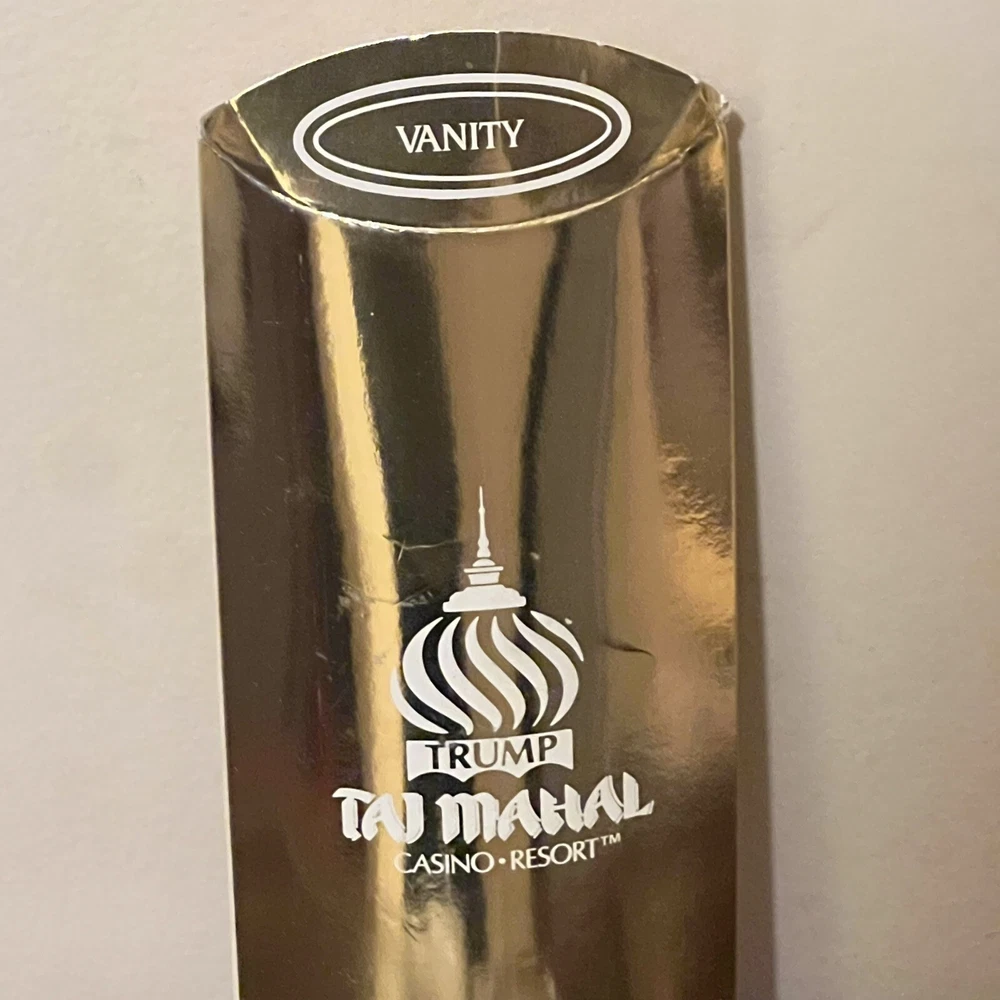 VANITY
TRUMP
TAJ MAHAL
CASINO • RESORT™